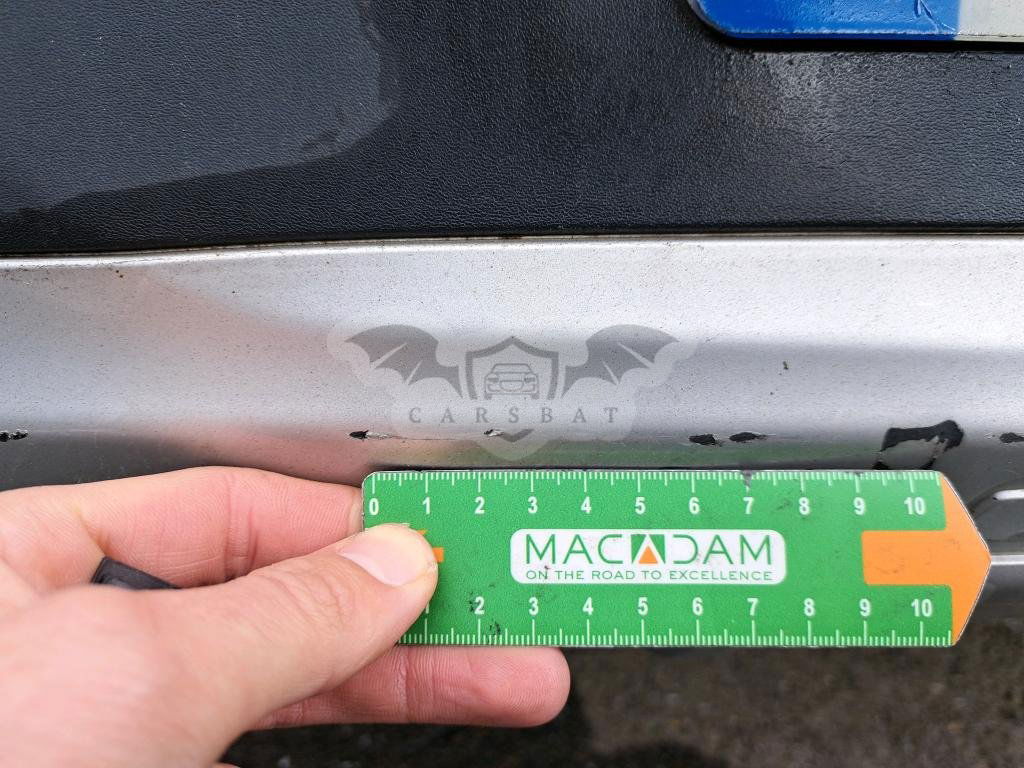 CARSBAT
0 1 2 3 4 5 6 7 8 9 10
MACADAM
ON THE ROAD TO EXCELLENCE
1 2 3 4 5 6 7 8 9 10